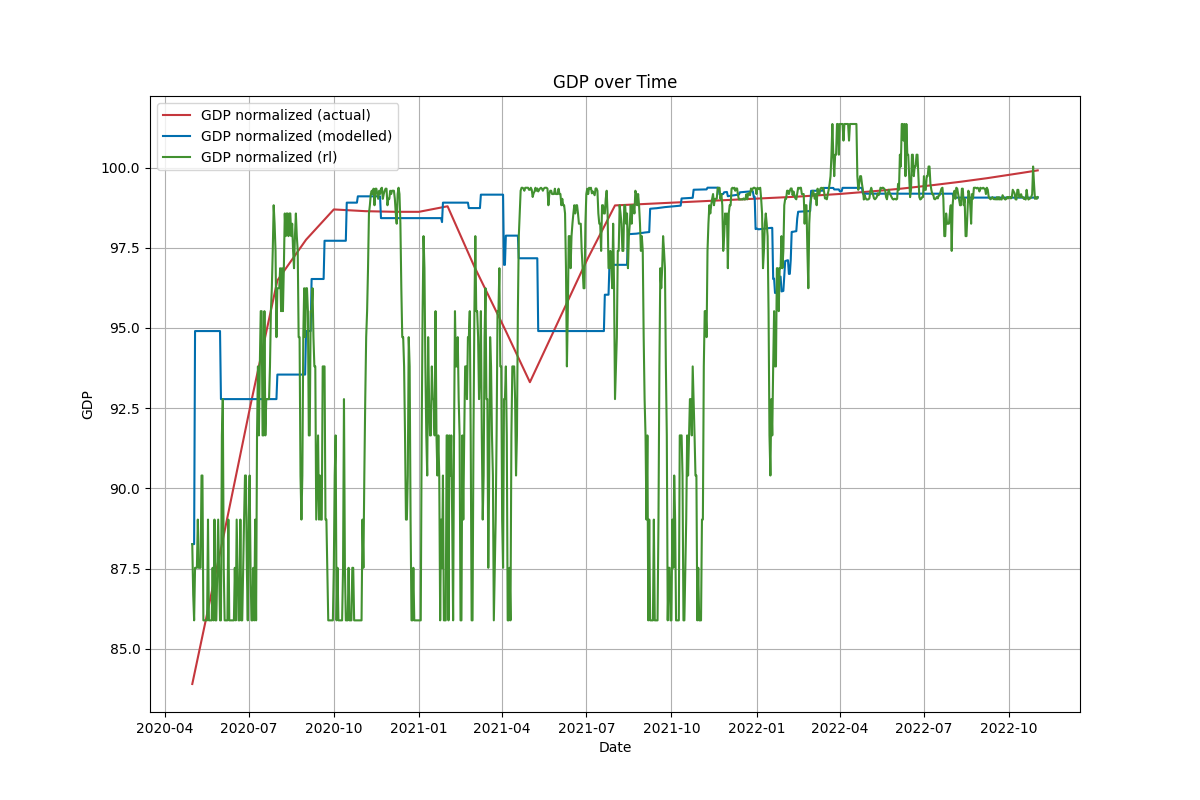 GDP over Time
GDP normalized (actual)
GDP normalized (modelled)
GDP normalized (rl)
100.0
97.5
95.0
92.5
90.0
87.5
85.0
GDP
2020-04 2020-07 2020-10 2021-01 2021-04 2021-07 2021-10 2022-01 2022-04 2022-07 2022-10
Date